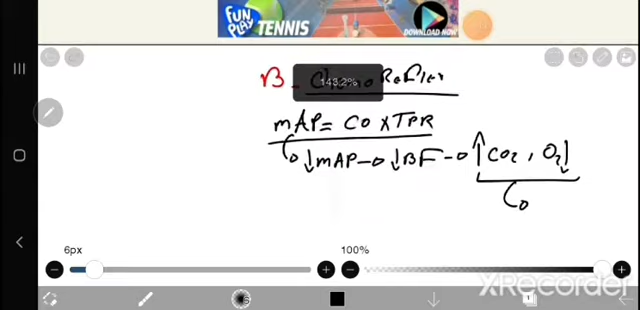 FUN PLAY TENNIS
DOWNLOAD NOW
B - Chemo Reflex
143.2%
mAP = CO x TPR
↓mAP → ↓BF → ↑CO2, O2↓
6px
100%
XRecorder